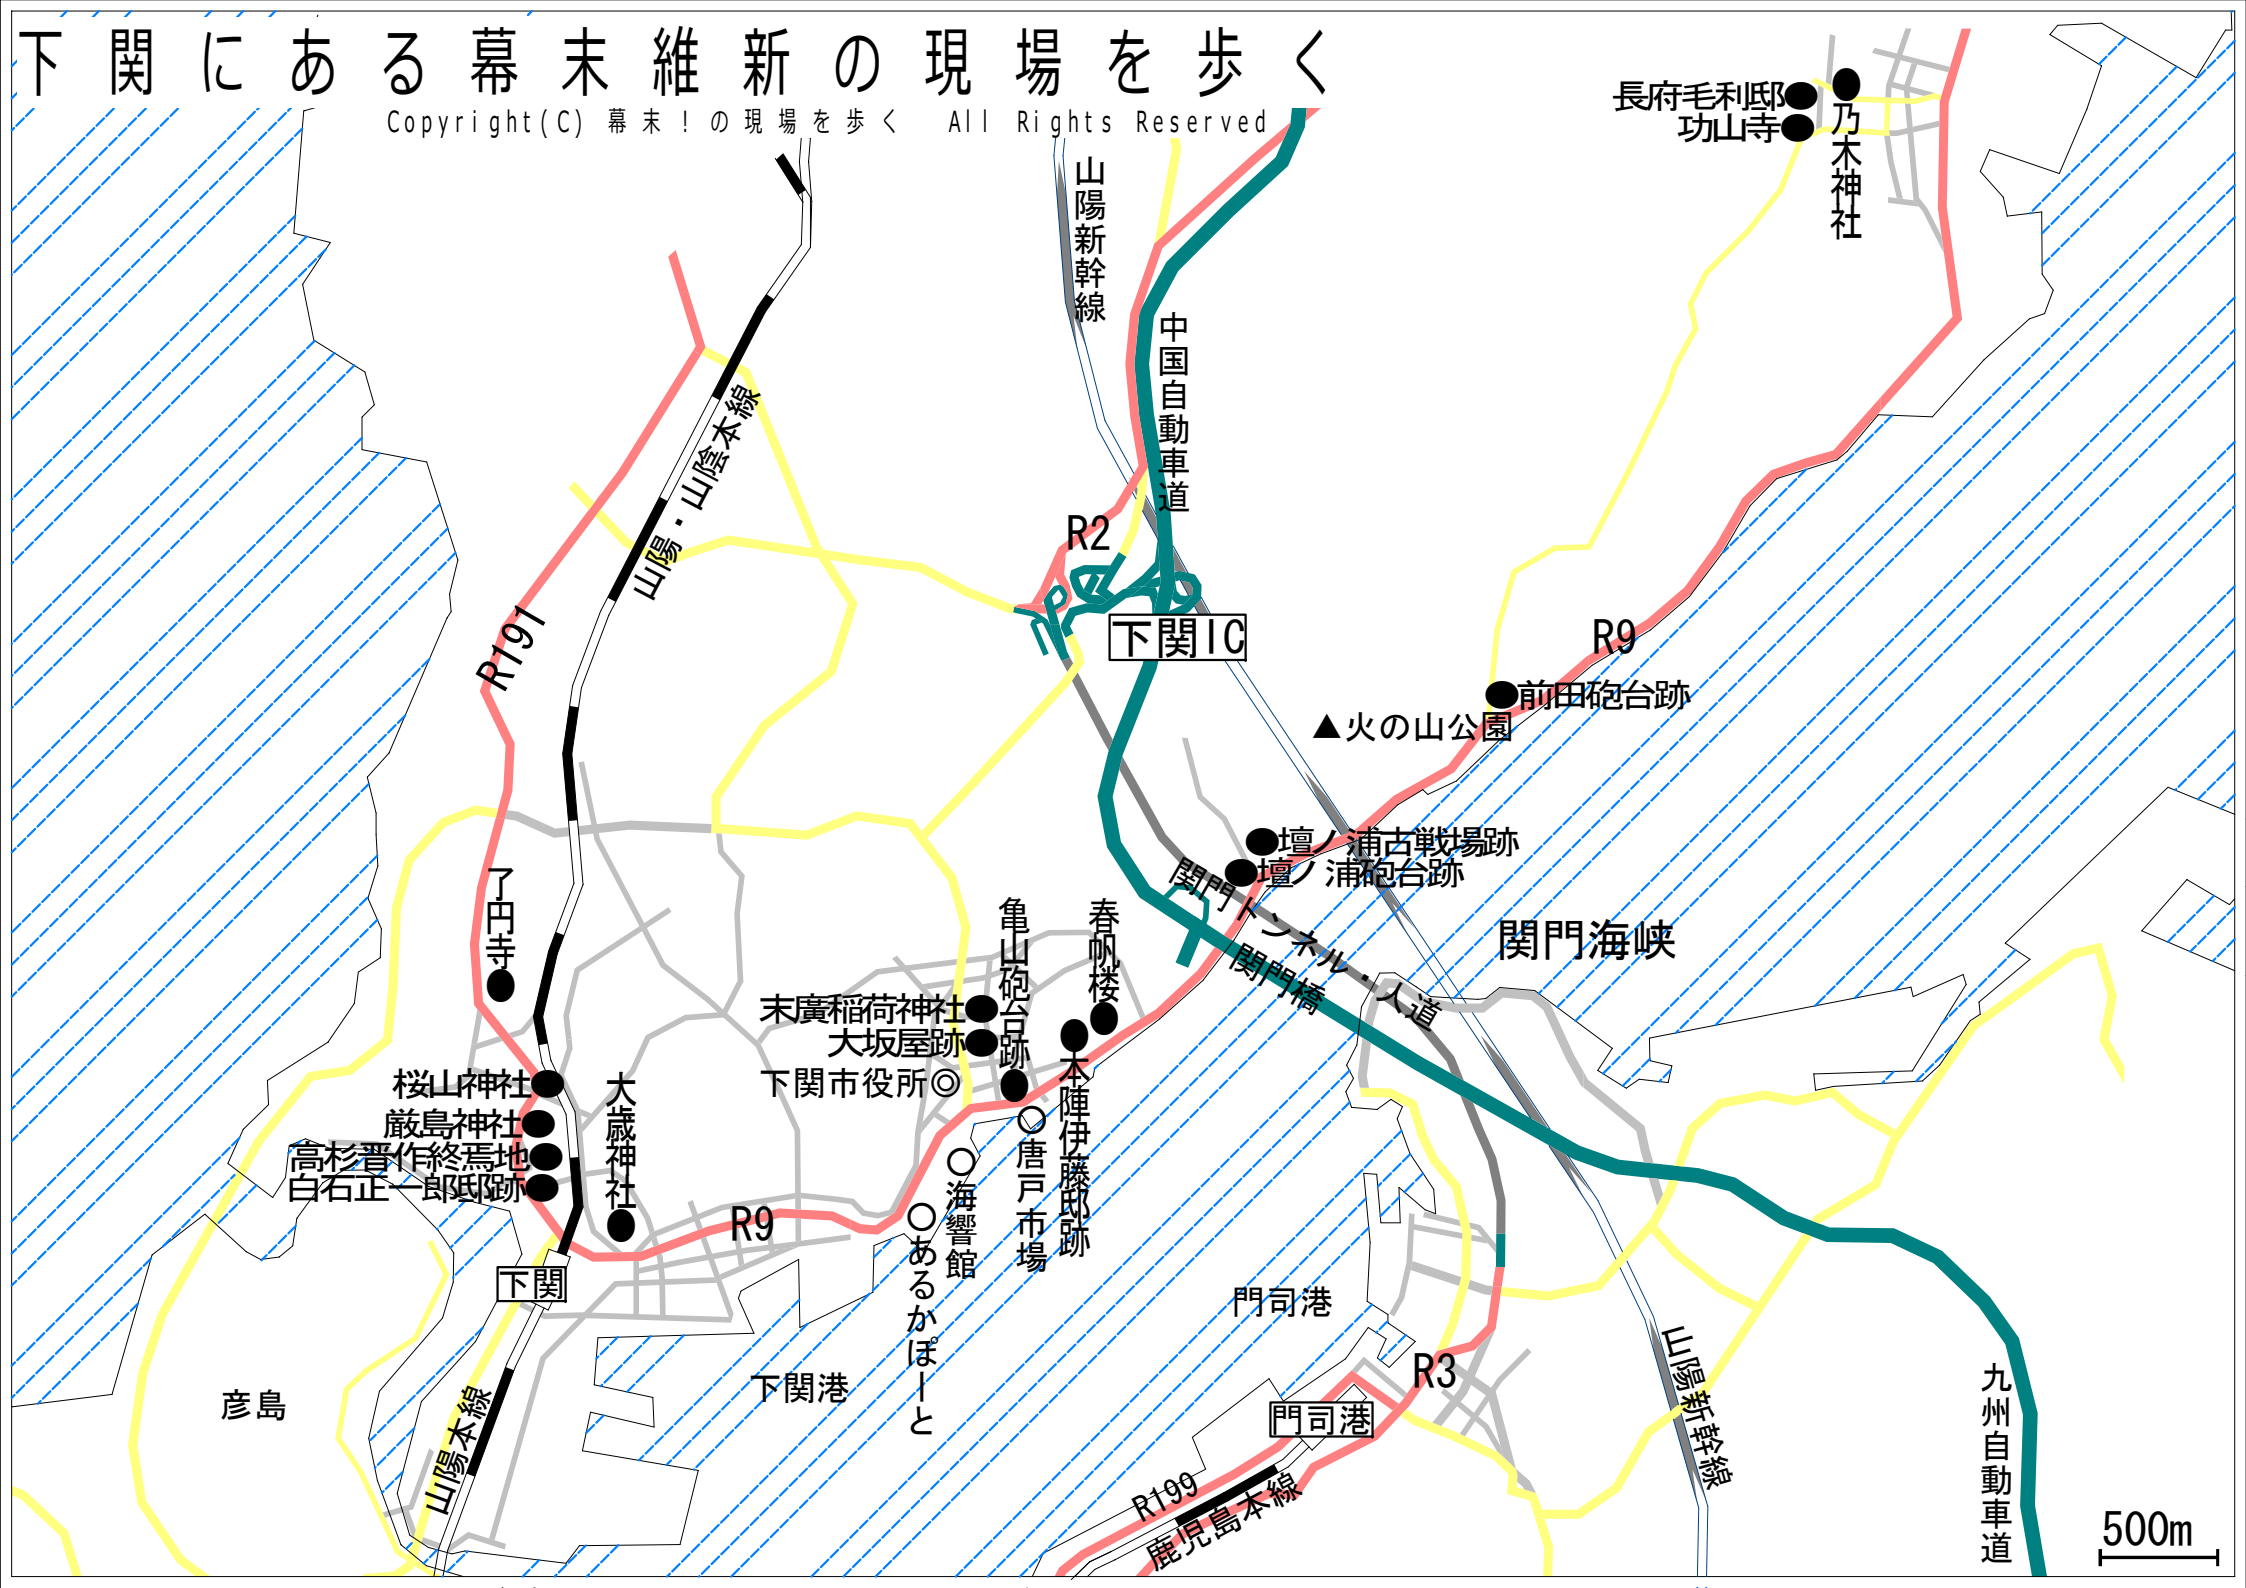 下関にある幕末維新の現場を歩く
Copyright(C) 幕末!の現場を歩く All Rights Reserved
長府毛利邸
功山寺
乃木神社
山陽新幹線
中国自動車道
山陽・山陰本線
R2
下関IC
R191
R9
前田砲台跡
▲火の山公園
壇ノ浦古戦場跡
壇ノ浦砲台跡
関門トンネル・人道
関門橋
関門海峡
了円寺
亀山砲台跡
春帆楼
末廣稲荷神社
大坂屋跡
下関市役所◎
本陣伊藤邸跡
桜山神社
厳島神社
高杉晋作終焉地
白石正一郎邸跡
大歳神社
R9
○唐戸市場
○海響館
○あるかぽーと
下関
彦島
山陽本線
下関港
門司港
門司港
R3
R199
鹿児島本線
山陽新幹線
九州自動車道
500m